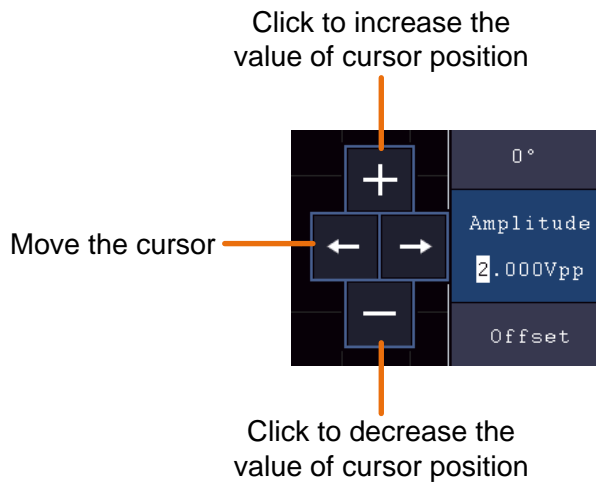 Click to increase the
value of cursor position
0°
Move the cursor
Amplitude
2.000Vpp
Offset
Click to decrease the
value of cursor position